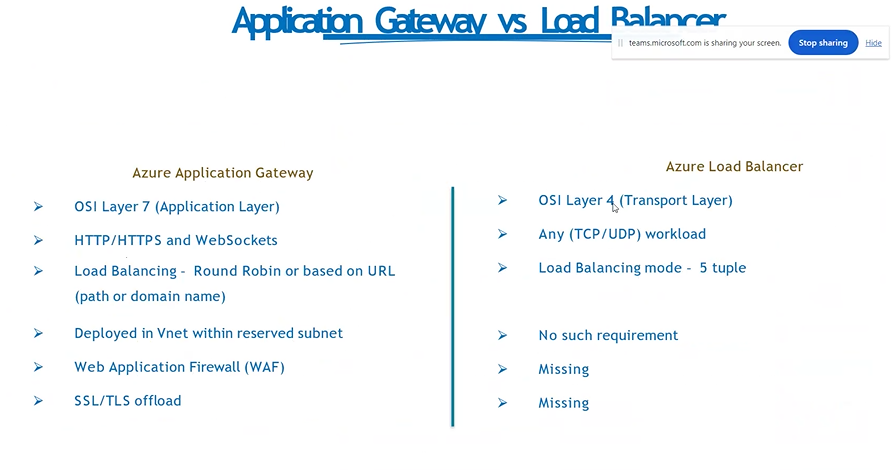 Application Gateway vs Load Balancer
teams.microsoft.com is sharing your screen.
Stop sharing
Hide
Azure Application Gateway
OSI Layer 7 (Application Layer)
HTTP/HTTPS and WebSockets
Load Balancing - Round Robin or based on URL
(path or domain name)
Deployed in Vnet within reserved subnet
Web Application Firewall (WAF)
SSL/TLS offload
Azure Load Balancer
OSI Layer 4 (Transport Layer)
Any (TCP/UDP) workload
Load Balancing mode - 5 tuple
No such requirement
Missing
Missing